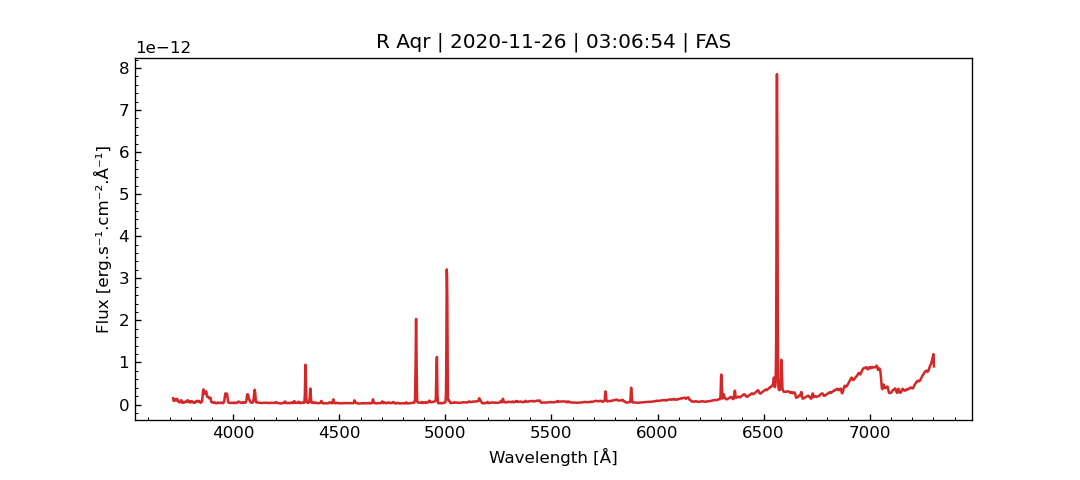 R Aqr | 2020-11-26 | 03:06:54 | FAS
1e−12
8
7
6
5
4
3
2
1
0
Flux [erg.s⁻¹.cm⁻².Å⁻¹]
4000 4500 5000 5500 6000 6500 7000
Wavelength [Å]